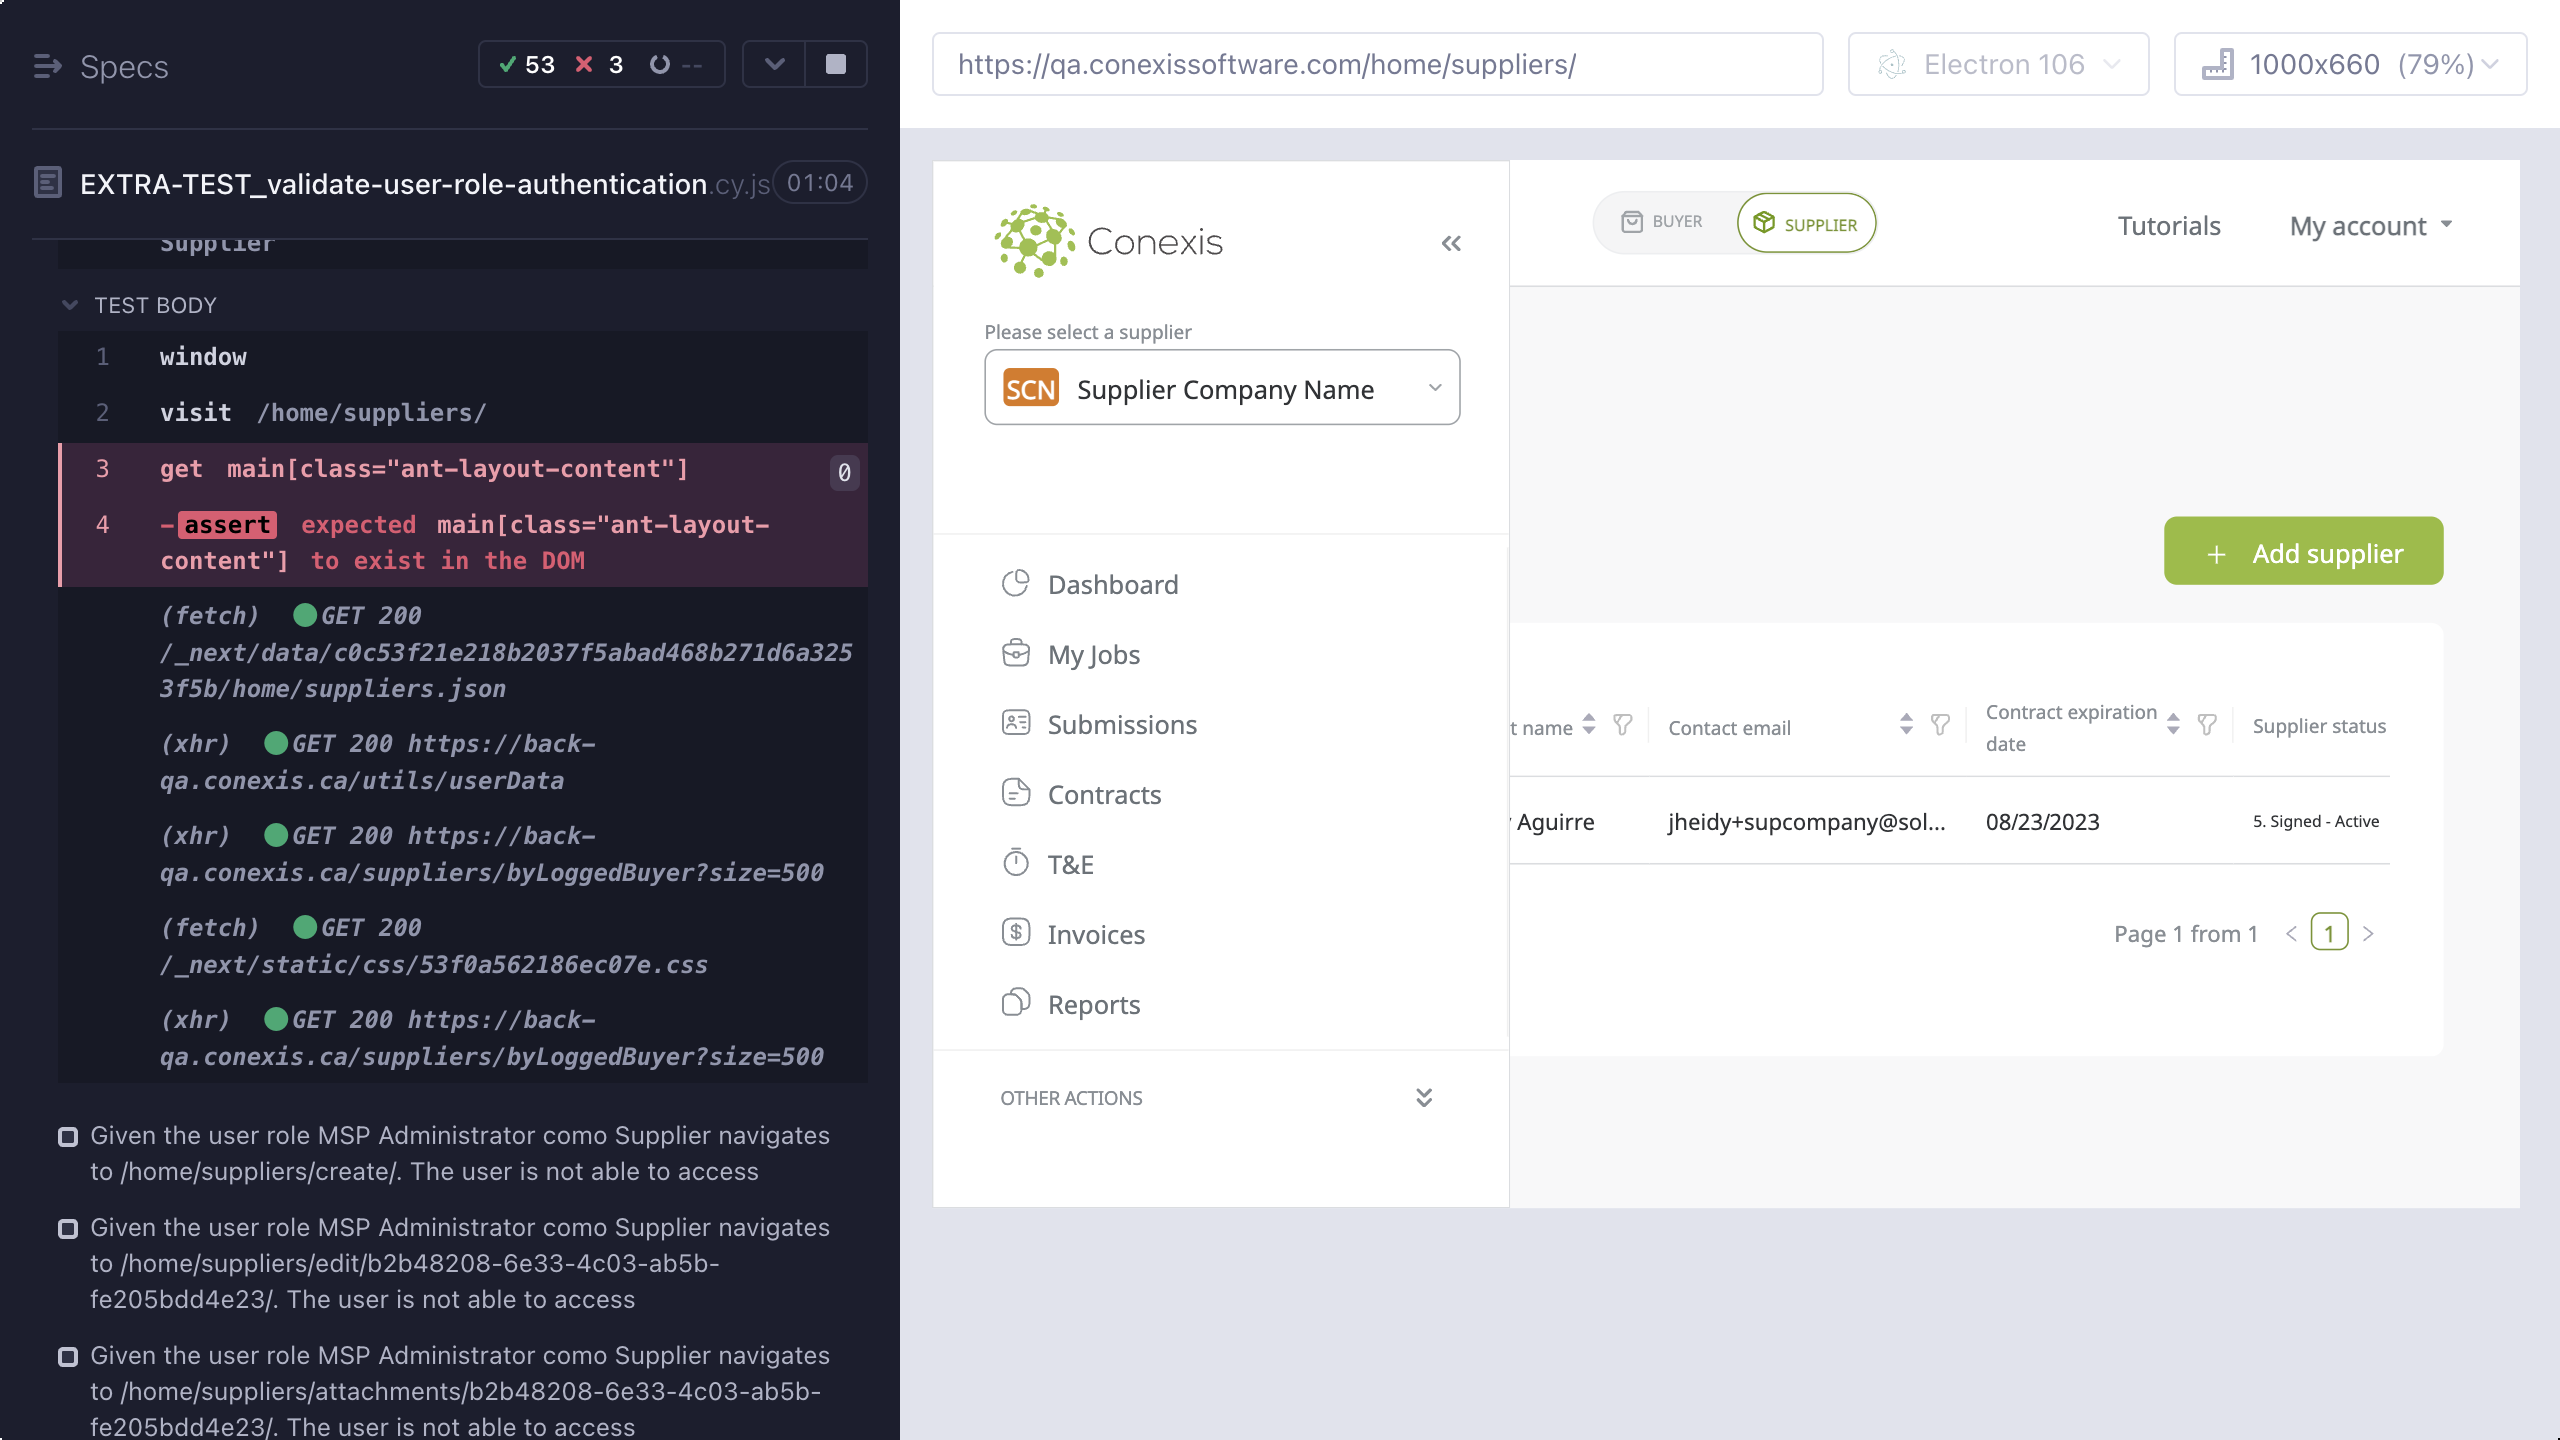 Specs
53 3 --
EXTRA-TEST_validate-user-role-authentication.cy.js 01:04
Supplier
TEST BODY
1 window
2 visit /home/suppliers/
3 get main[class="ant-layout-content"] 0
4 -assert expected main[class="ant-layout-
content"] to exist in the DOM
(fetch) GET 200
/_next/data/c0c53f21e218b2037f5abad468b271d6a325
3f5b/home/suppliers.json
(xhr) GET 200 https://back-
qa.conexis.ca/utils/userData
(xhr) GET 200 https://back-
qa.conexis.ca/suppliers/byLoggedBuyer?size=500
(fetch) GET 200
/_next/static/css/53f0a562186ec07e.css
(xhr) GET 200 https://back-
qa.conexis.ca/suppliers/byLoggedBuyer?size=500
Given the user role MSP Administrator como Supplier navigates
to /home/suppliers/create/. The user is not able to access
Given the user role MSP Administrator como Supplier navigates
to /home/suppliers/edit/b2b48208-6e33-4c03-ab5b-
fe205bdd4e23/. The user is not able to access
Given the user role MSP Administrator como Supplier navigates
to /home/suppliers/attachments/b2b48208-6e33-4c03-ab5b-
fe205bdd4e23/. The user is not able to access
https://qa.conexissoftware.com/home/suppliers/
Electron 106
1000x660 (79%)
Conexis
BUYER
SUPPLIER
Tutorials
My account
Please select a supplier
SCN Supplier Company Name
Dashboard
My Jobs
Submissions
Contracts
T&E
Invoices
Reports
OTHER ACTIONS
+ Add supplier
t name
Contact email
Contract expiration
date
Supplier status
Aguirre
jheidy+supcompany@sol...
08/23/2023
5. Signed - Active
Page 1 from 1 < 1 >